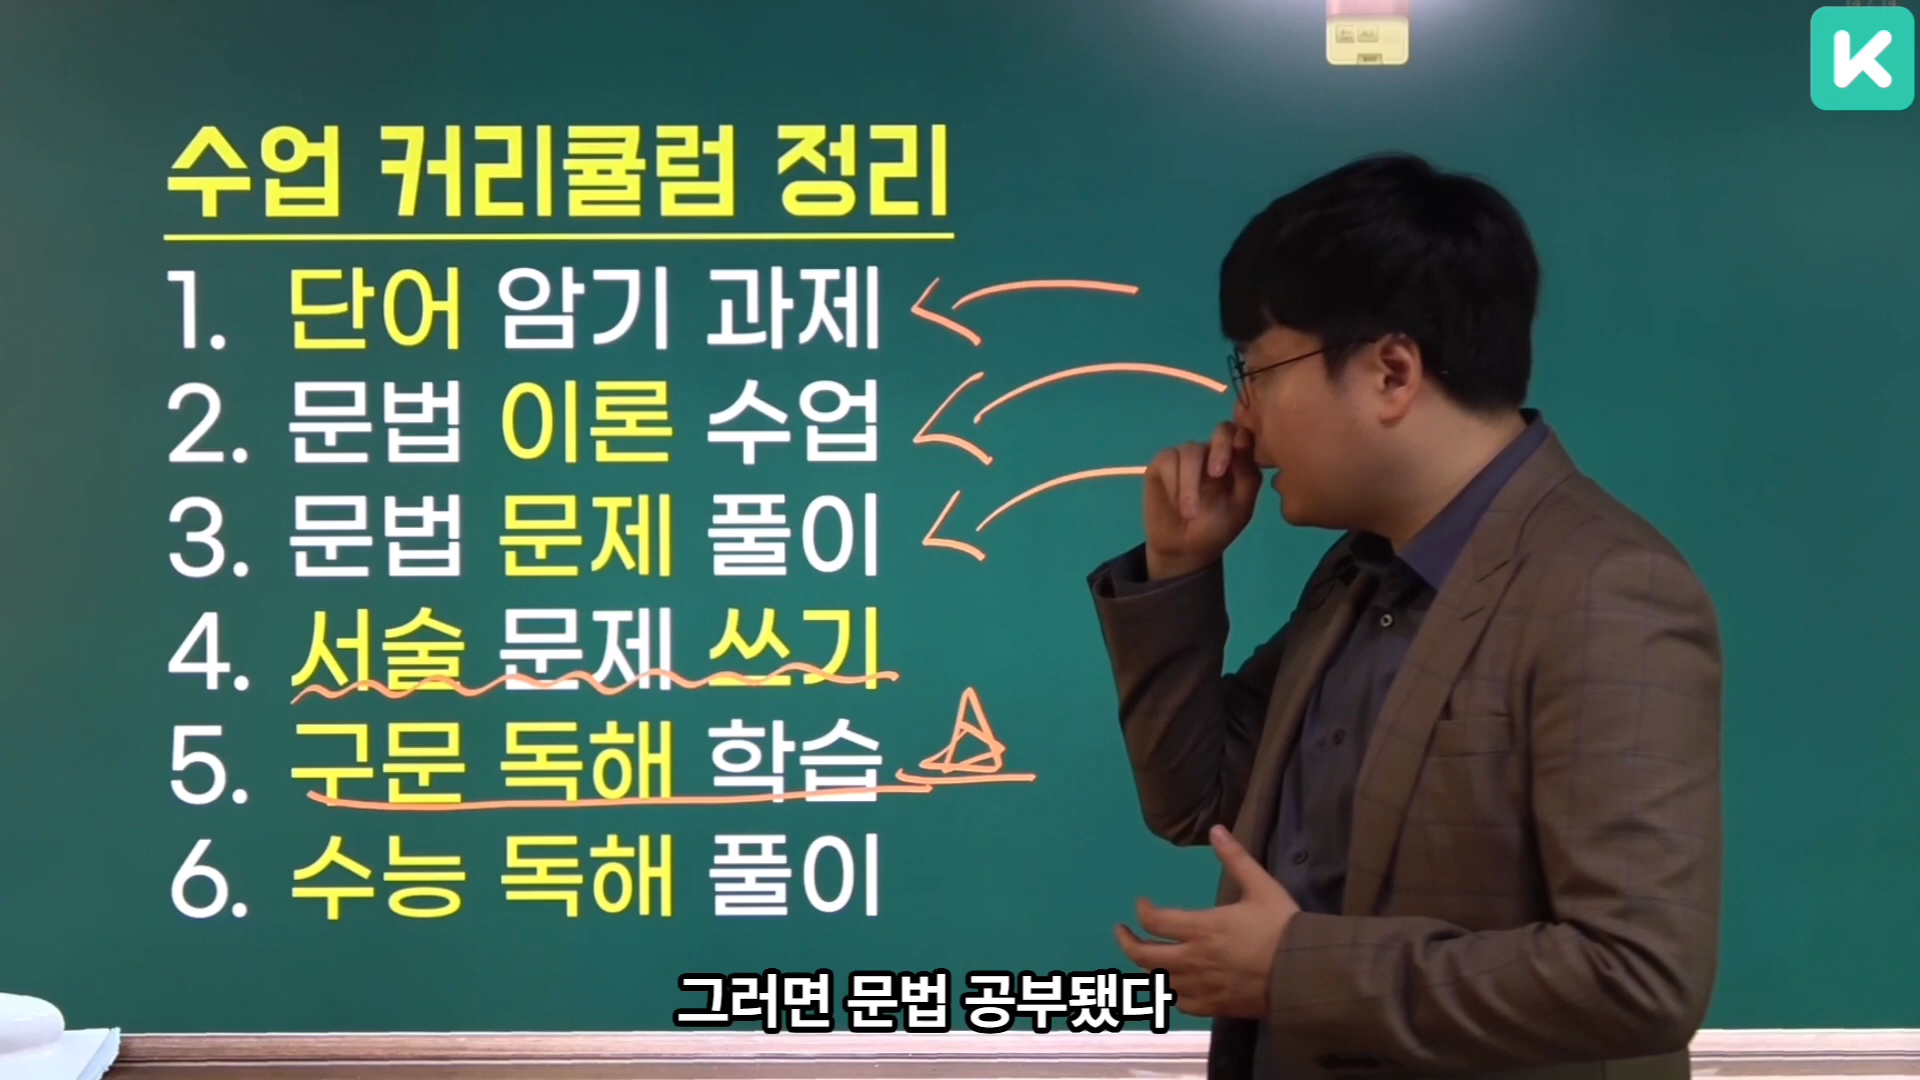 K
수업 커리큘럼 정리
1. 단어 암기 과제
2. 문법 이론 수업
3. 문법 문제 풀이
4. 서술 문제 쓰기
5. 구문 독해 학습
6. 수능 독해 풀이
그러면 문법 공부됐다